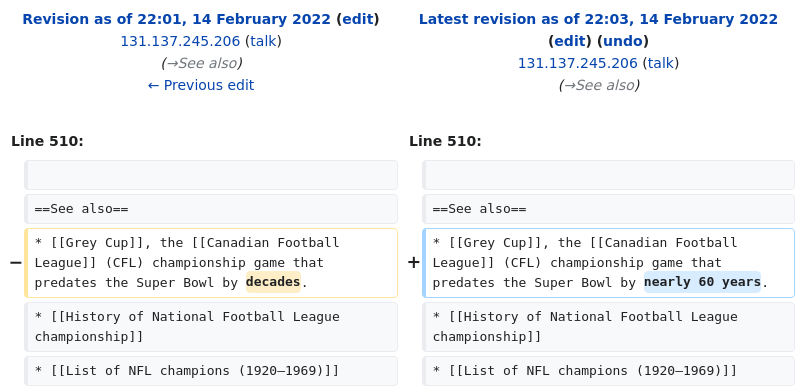 Revision as of 22:01, 14 February 2022 (edit)
131.137.245.206 (talk)
(→See also)
← Previous edit
Latest revision as of 22:03, 14 February 2022
(edit) (undo)
131.137.245.206 (talk)
(→See also)
Line 510:
==See also==
− * [[Grey Cup]], the [[Canadian Football
League]] (CFL) championship game that
predates the Super Bowl by decades.
* [[History of National Football League
championship]]
* [[List of NFL champions (1920–1969)]]
Line 510:
==See also==
+ * [[Grey Cup]], the [[Canadian Football
League]] (CFL) championship game that
predates the Super Bowl by nearly 60 years.
* [[History of National Football League
championship]]
* [[List of NFL champions (1920–1969)]]